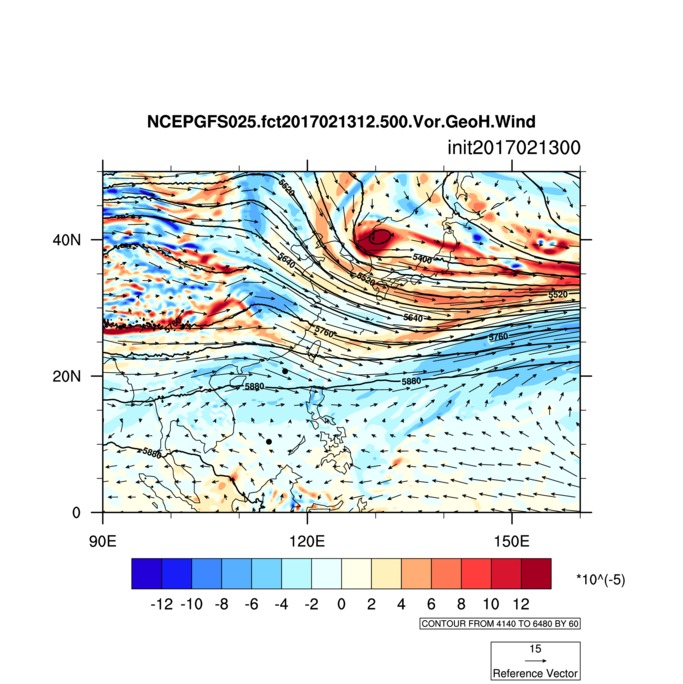 NCEPGFS025.fct2017021312.500.Vor.GeoH.Wind
init2017021300
5520
40N
5640
5400
5520
5520
5640
5760
5760
20N
5880
5880
5880
0
90E 120E 150E
-12 -10 -8 -6 -4 -2 0 2 4 6 8 10 12 *10^(-5)
CONTOUR FROM 4140 TO 6480 BY 60
15
Reference Vector